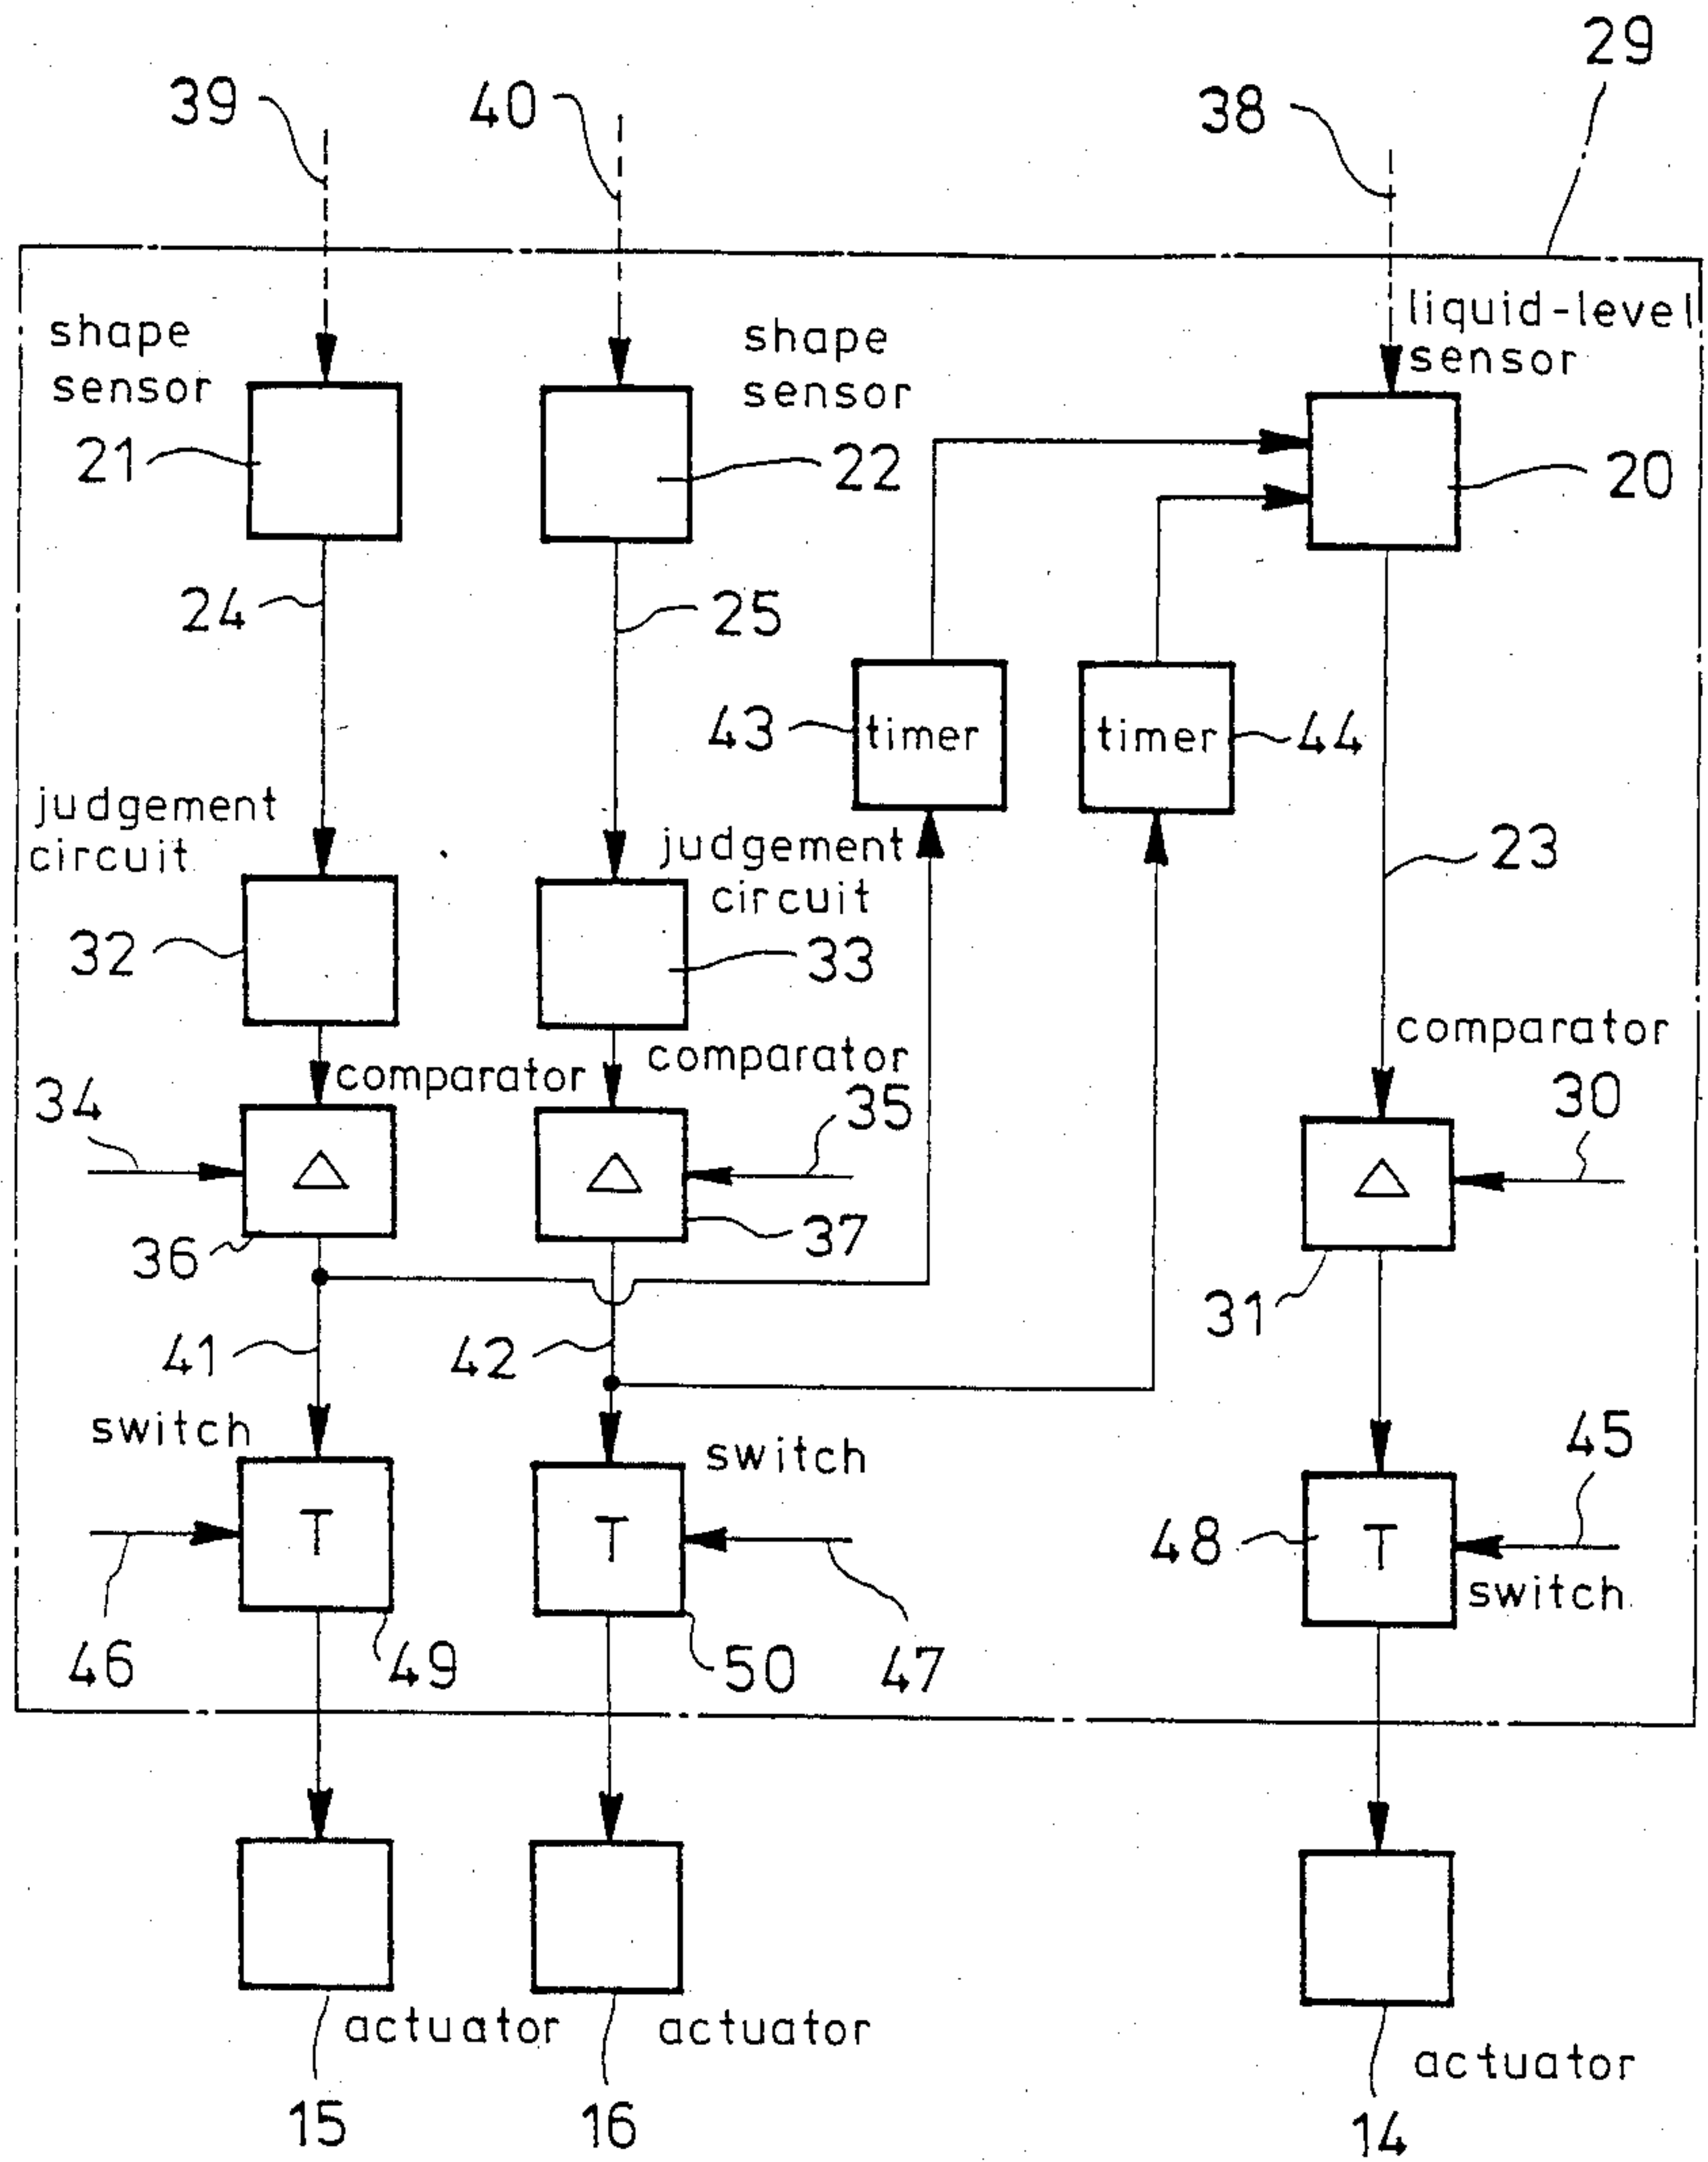 29
39
40
38
shape
sensor
shape
sensor
liquid-level
sensor
21
22
20
24
25
43
timer
timer
44
judgement
circuit
judgement
circuit
23
32
33
comparator
comparator
comparator
34
35
30
△
△
△
36
37
31
41
42
switch
switch
45
T
T
48
T
switch
46
49
50
47
actuator
actuator
actuator
15
16
14